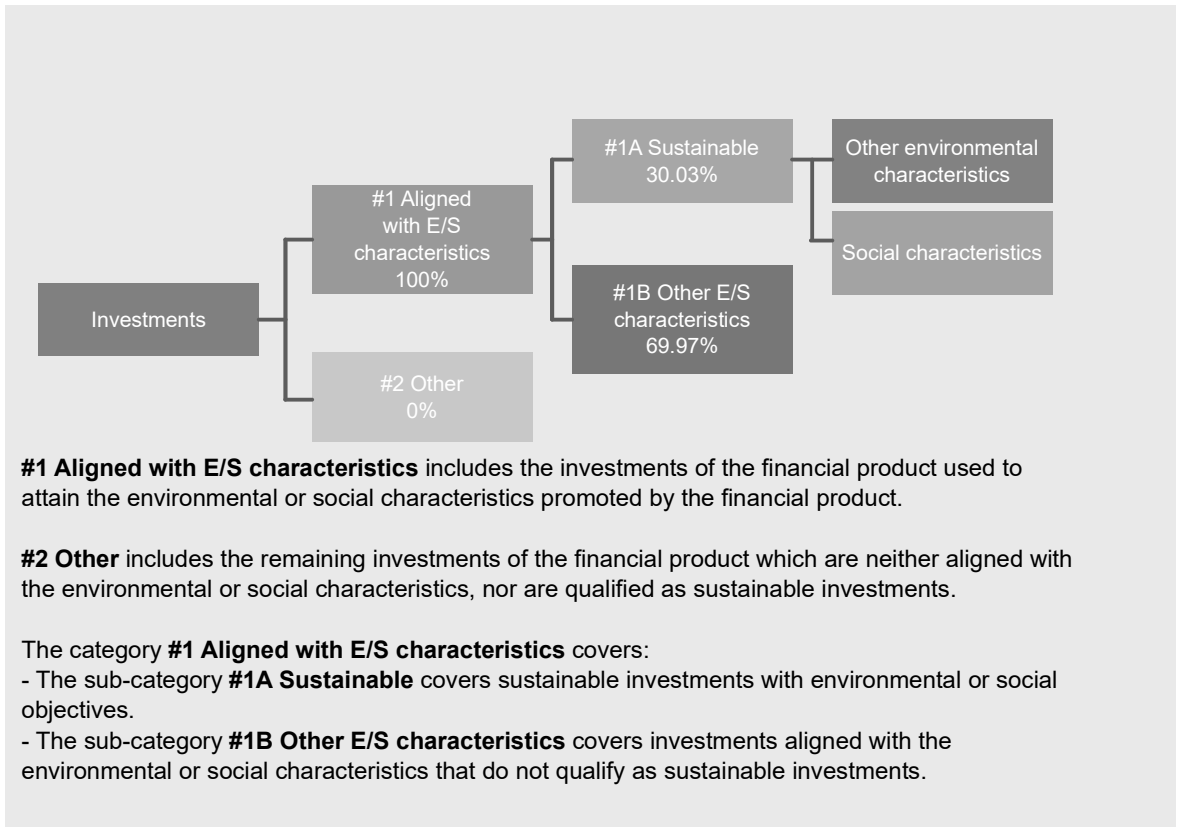 Investments
#1 Aligned
with E/S
characteristics
100%
#2 Other
0%
#1A Sustainable
30.03%
#1B Other E/S
characteristics
69.97%
Other environmental
characteristics
Social characteristics
#1 Aligned with E/S characteristics includes the investments of the financial product used to
attain the environmental or social characteristics promoted by the financial product.
#2 Other includes the remaining investments of the financial product which are neither aligned with
the environmental or social characteristics, nor are qualified as sustainable investments.
The category #1 Aligned with E/S characteristics covers:
- The sub-category #1A Sustainable covers sustainable investments with environmental or social
objectives.
- The sub-category #1B Other E/S characteristics covers investments aligned with the
environmental or social characteristics that do not qualify as sustainable investments.